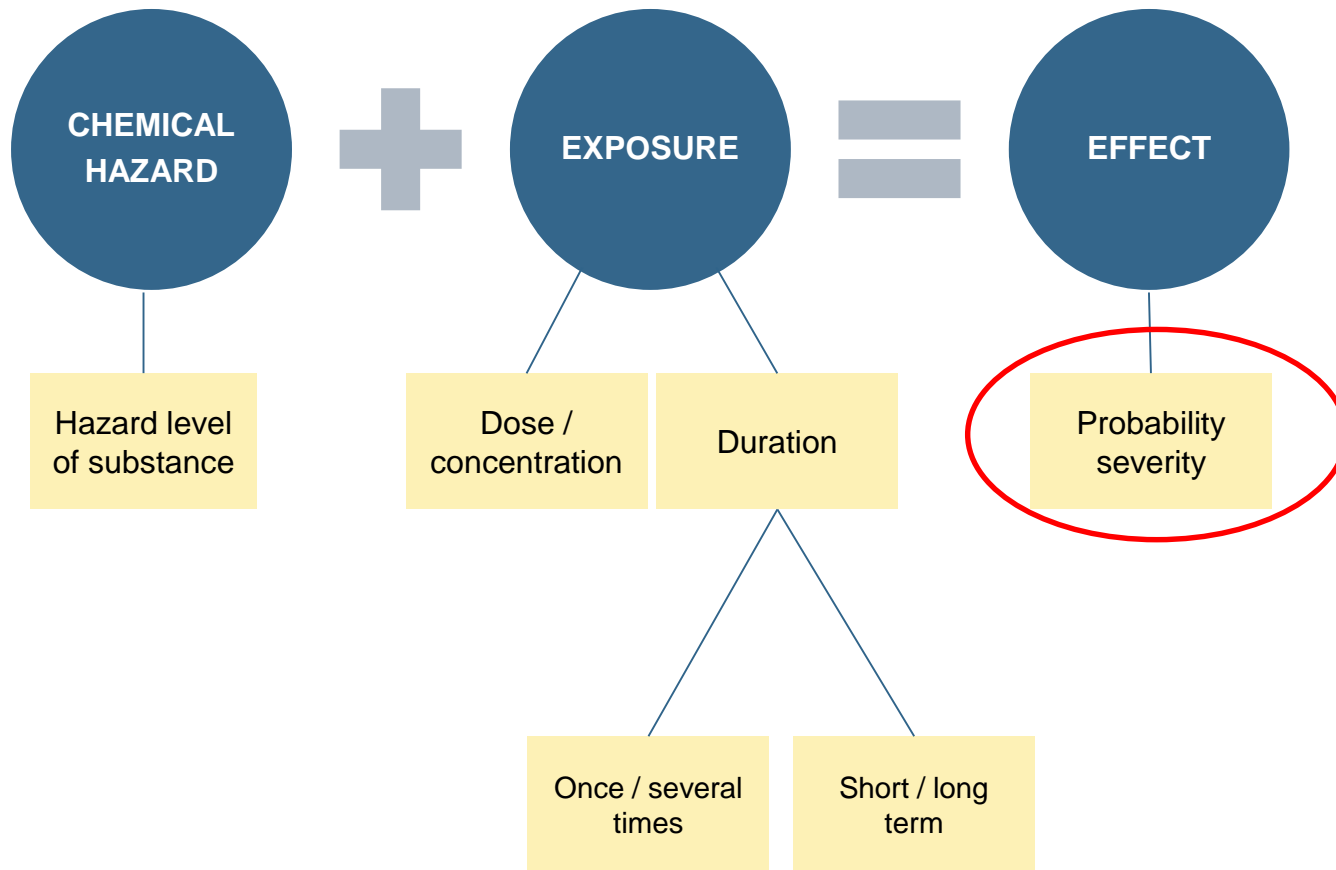 CHEMICAL
HAZARD
EXPOSURE
EFFECT
Hazard level
of substance
Dose /
concentration
Duration
Probability
severity
Once / several
times
Short / long
term